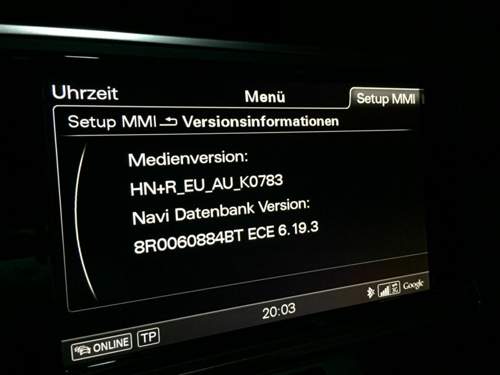 Uhrzeit Menü Setup MMI
Setup MMI Versionsinformationen
Medienversion:
HN+R_EU_AU_K0783
Navi Datenbank Version:
8R0060884BT ECE 6.19.3
20:03 Google
ONLINE TP